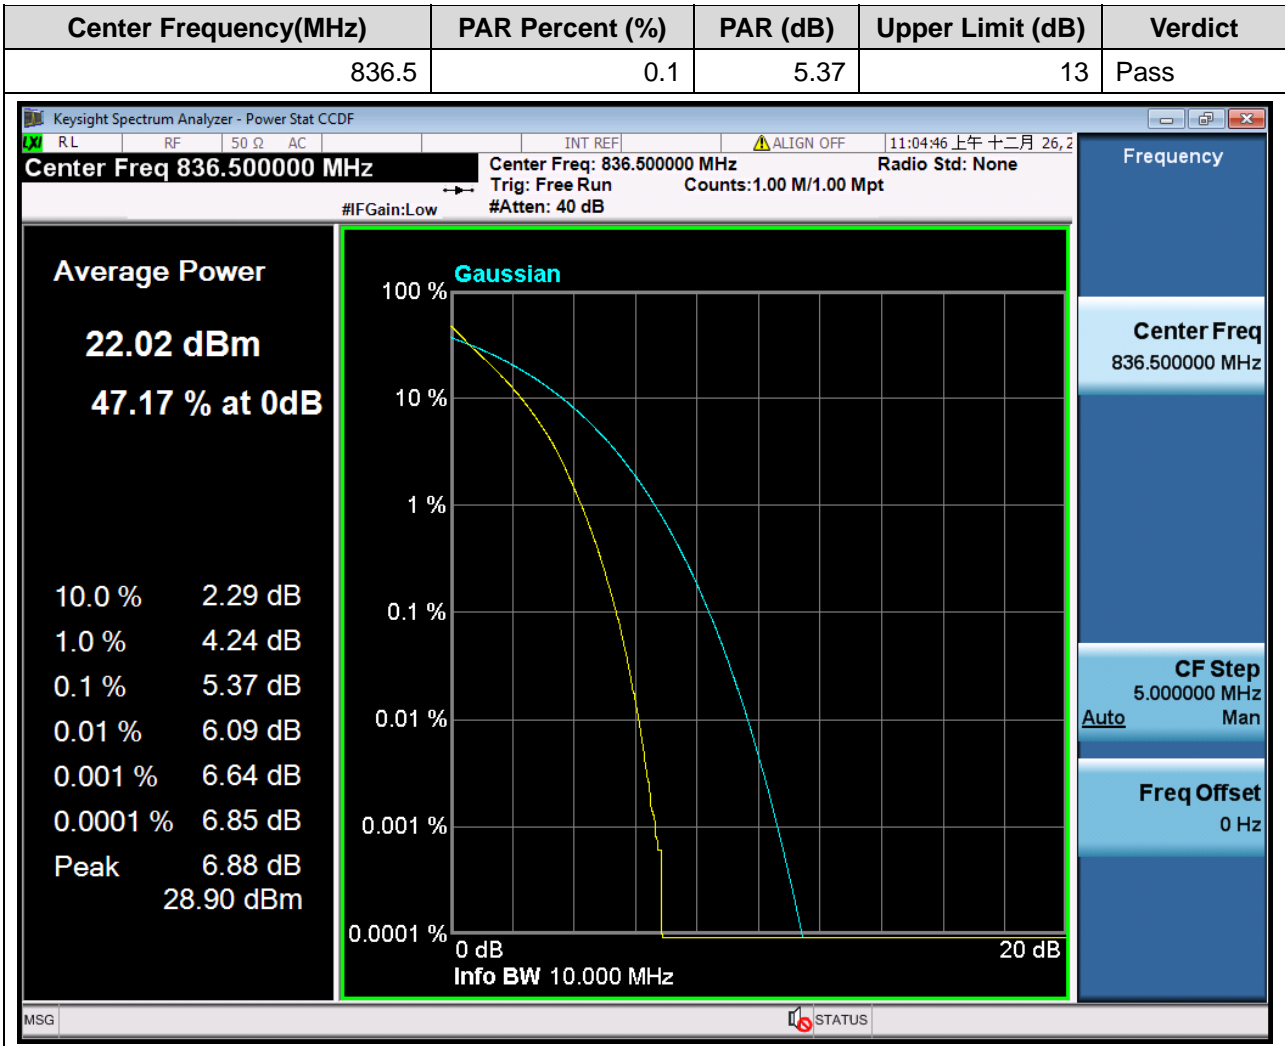 Center Frequency(MHz) PAR Percent (%) PAR (dB) Upper Limit (dB) Verdict
836.5 0.1 5.37 13 Pass
Keysight Spectrum Analyzer - Power Stat CCDF
LXI RL RF 50 Ω AC INT REF ALIGN OFF 11:04:46 上午 十二月 26, 2
Center Freq 836.500000 MHz
Center Freq: 836.500000 MHz Radio Std: None
Trig: Free Run Counts:1.00 M/1.00 Mpt
#IFGain:Low #Atten: 40 dB
Average Power
22.02 dBm
47.17 % at 0dB
10.0 % 2.29 dB
1.0 % 4.24 dB
0.1 % 5.37 dB
0.01 % 6.09 dB
0.001 % 6.64 dB
0.0001 % 6.85 dB
Peak 6.88 dB
28.90 dBm
Gaussian
100 %
10 %
1 %
0.1 %
0.01 %
0.001 %
0.0001 %
0 dB 20 dB
Info BW 10.000 MHz
Frequency
Center Freq
836.500000 MHz
CF Step
5.000000 MHz
Auto Man
Freq Offset
0 Hz
MSG STATUS